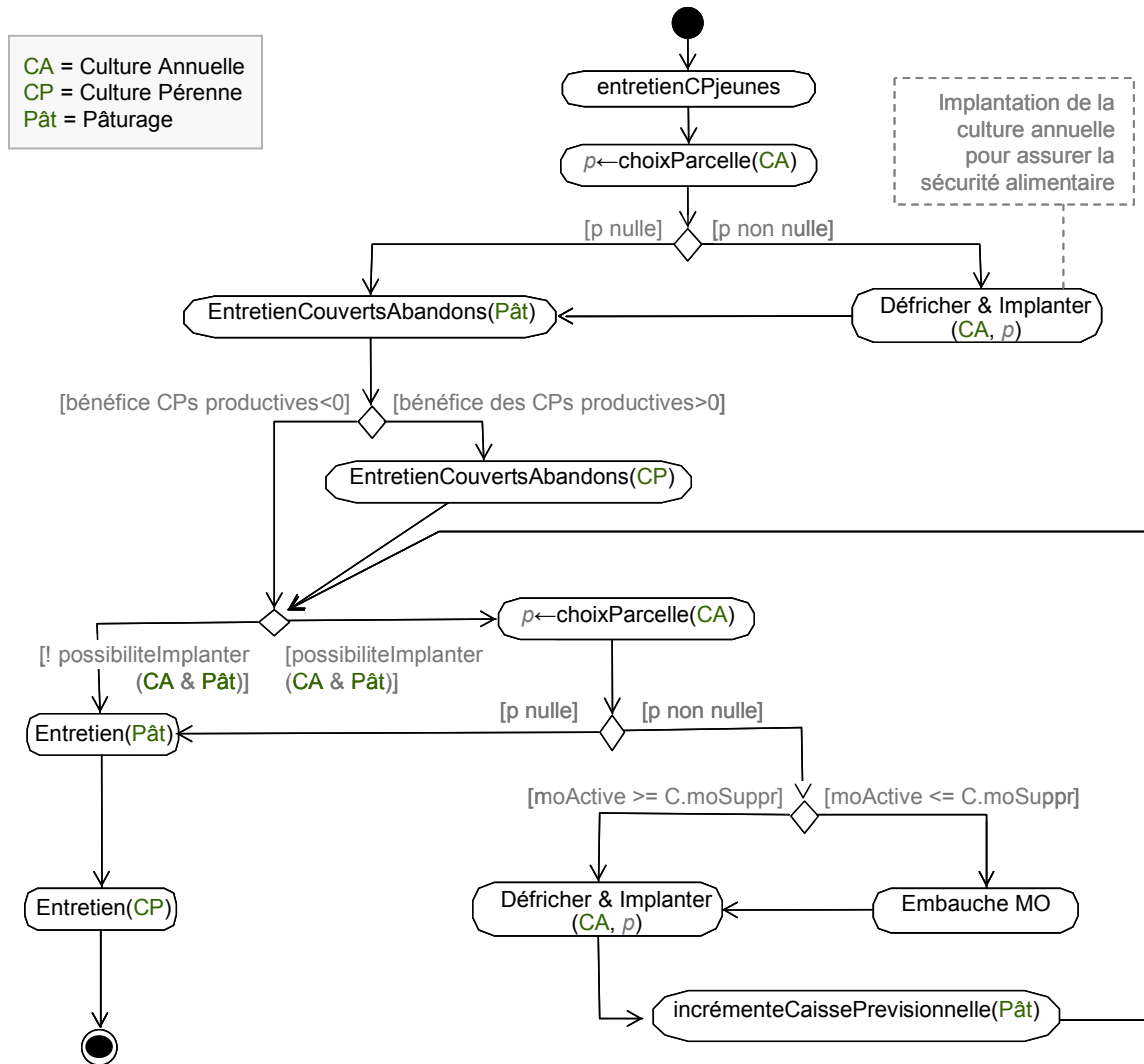 CA = Culture Annuelle
CP = Culture Pérenne
Pât = Pâturage
entretienCPjeunes
Implantation de la
culture annuelle
pour assurer la
sécurité alimentaire
p←choixParcelle(CA)
[p nulle]
[p non nulle]
EntretienCouvertsAbandons(Pât)
Défricher & Implanter
(CA, p)
[bénéfice CPs productives<0]
[bénéfice des CPs productives>0]
EntretienCouvertsAbandons(CP)
p←choixParcelle(CA)
[! possibiliteImplanter
(CA & Pât)]
[possibiliteImplanter
(CA & Pât)]
[p nulle]
[p non nulle]
Entretien(Pât)
[moActive >= C.moSuppr]
[moActive <= C.moSuppr]
Entretien(CP)
Défricher & Implanter
(CA, p)
Embauche MO
incrémenteCaissePrevisionnelle(Pât)